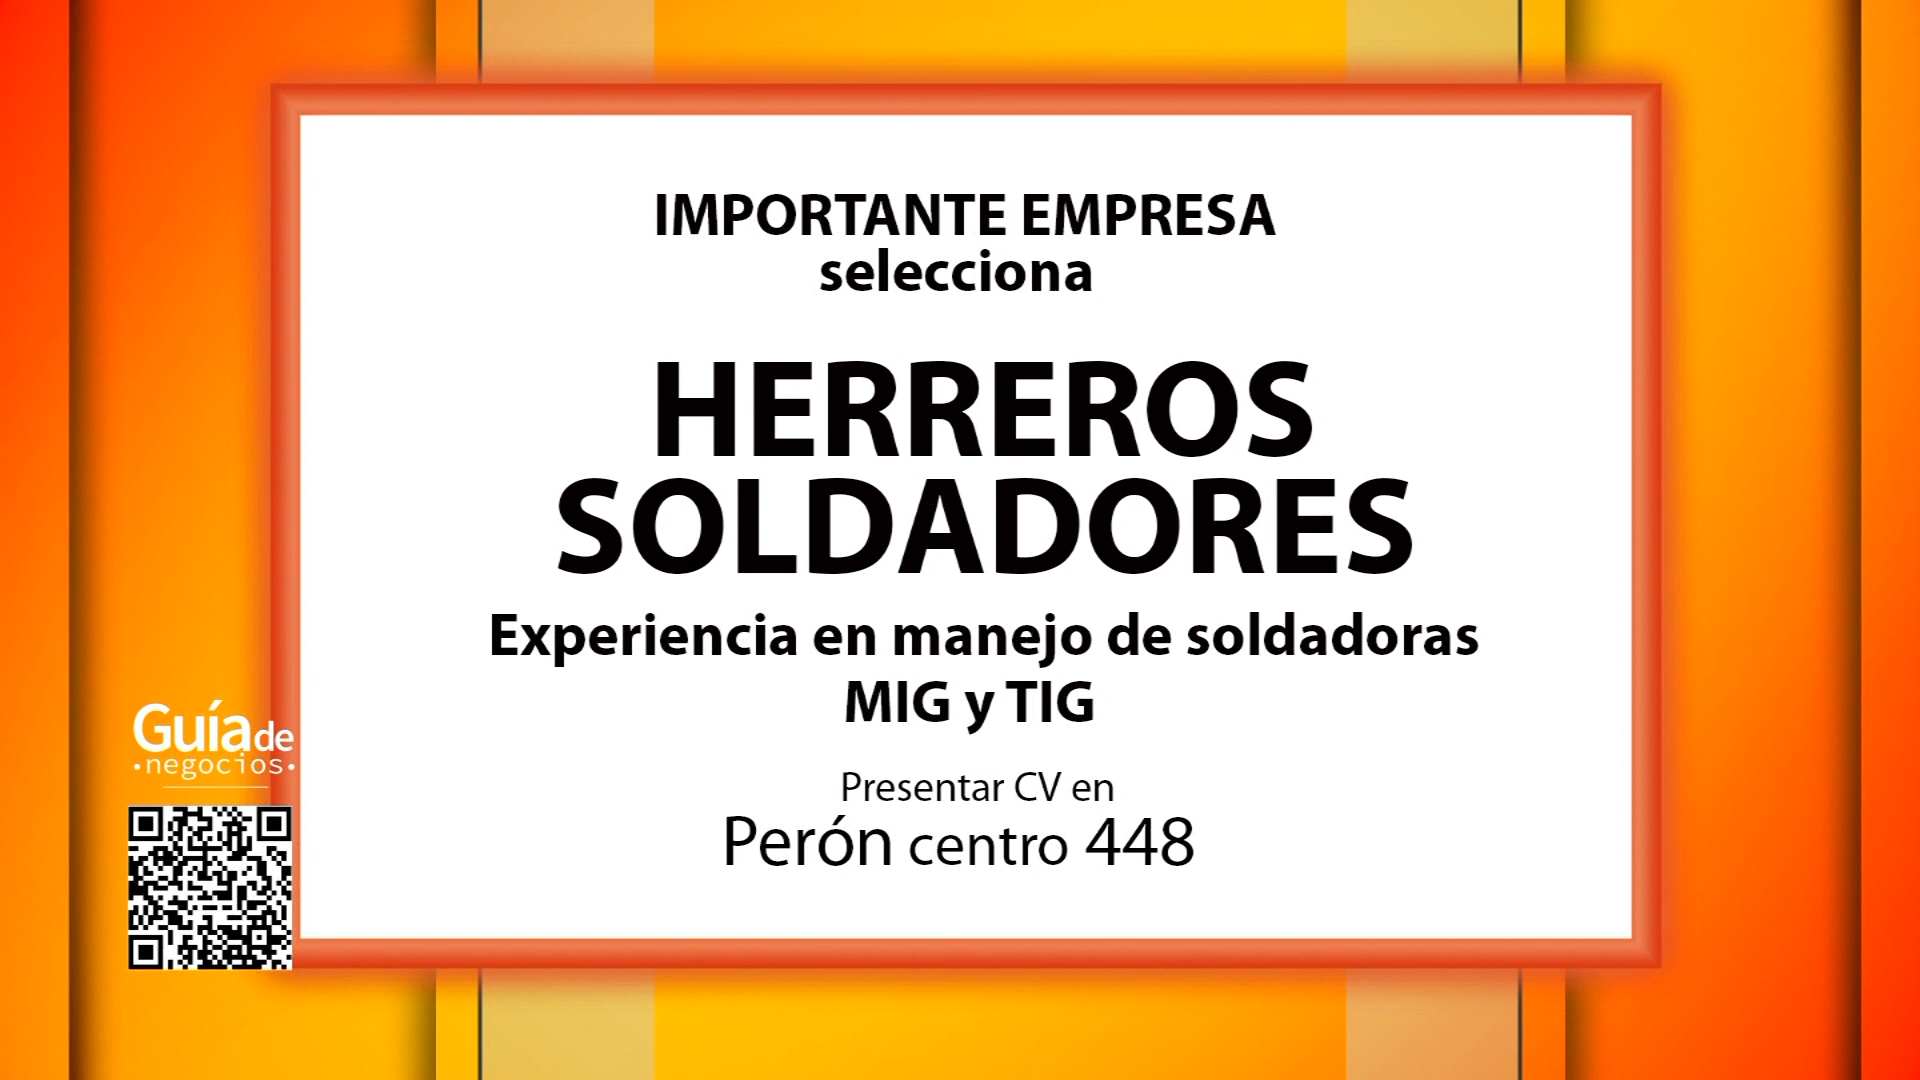 IMPORTANTE EMPRESA
selecciona
HERREROS
SOLDADORES
Experiencia en manejo de soldadoras
MIG y TIG
Presentar CV en
Perón centro 448
Guía de
•negocios•